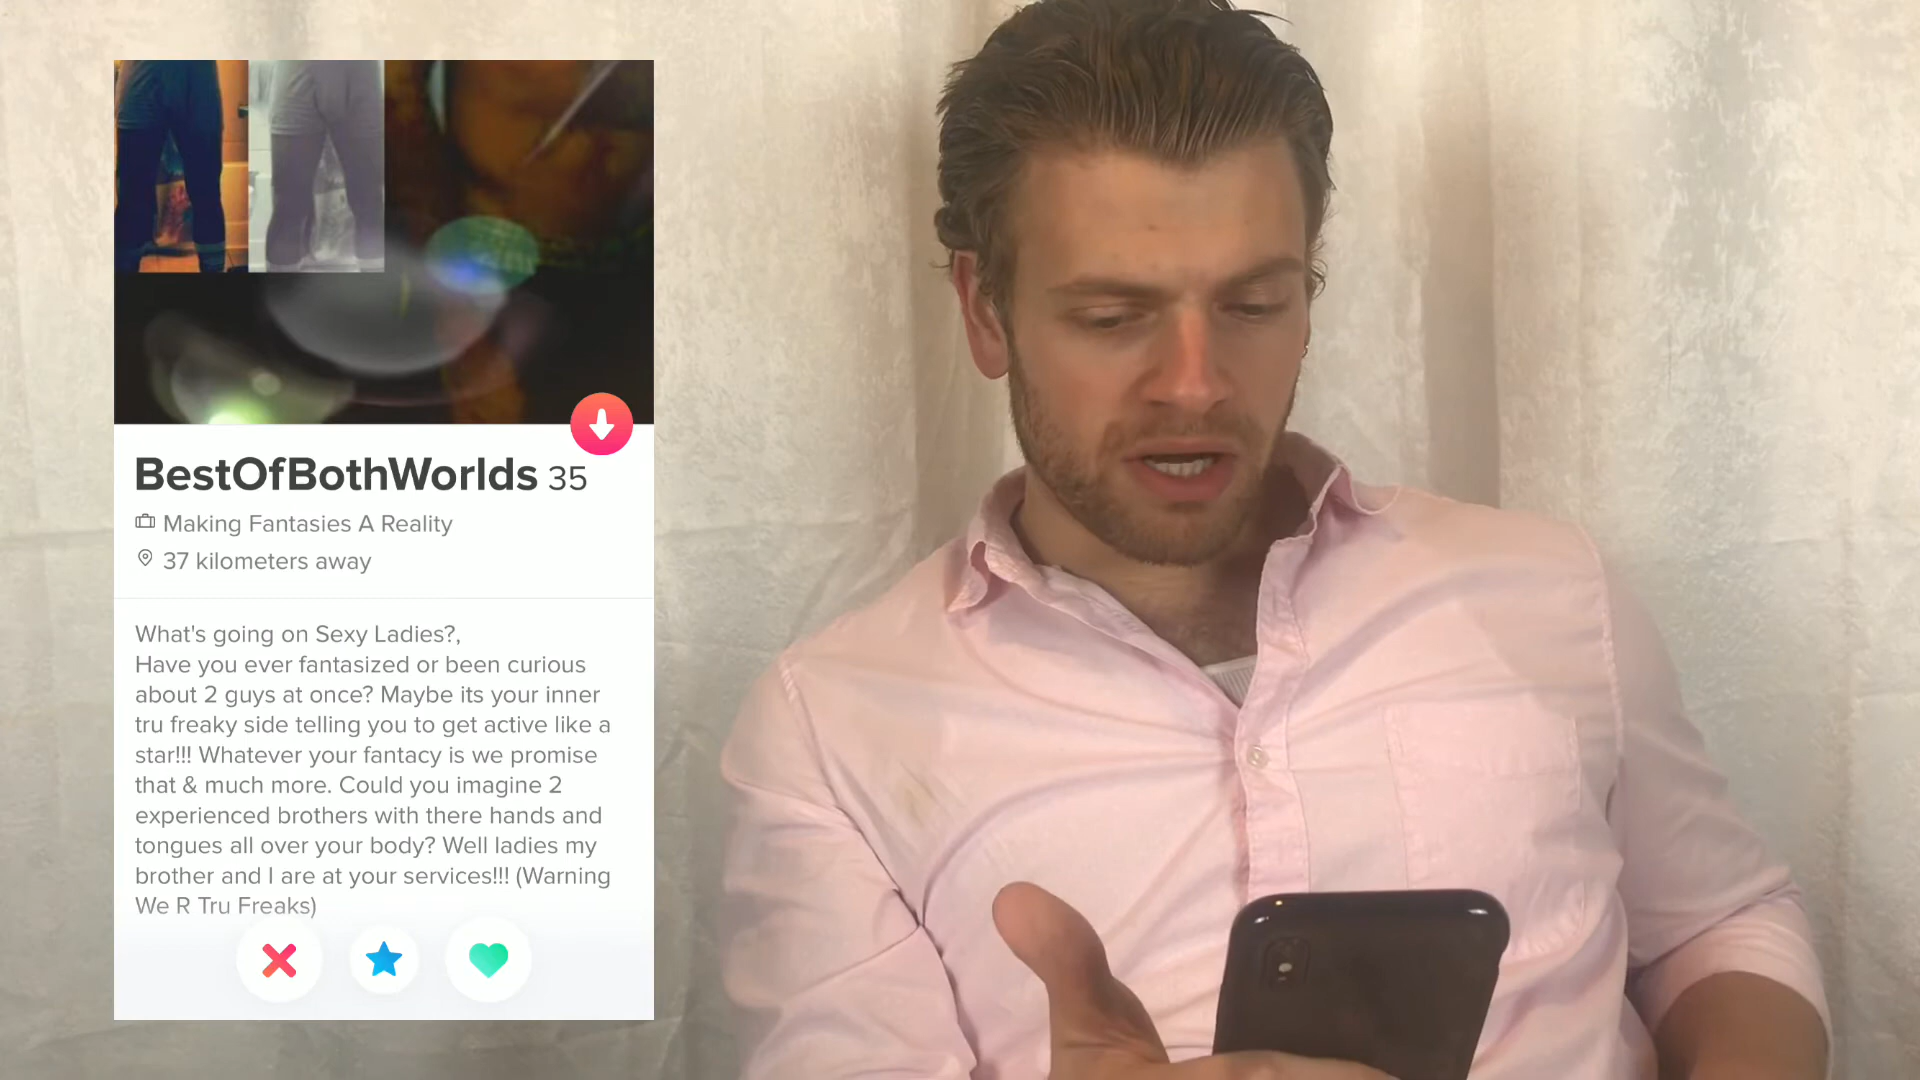 BestOfBothWorlds 35
Making Fantasies A Reality
37 kilometers away
What's going on Sexy Ladies?,
Have you ever fantasized or been curious
about 2 guys at once? Maybe its your inner
tru freaky side telling you to get active like a
star!!! Whatever your fantacy is we promise
that & much more. Could you imagine 2
experienced brothers with there hands and
tongues all over your body? Well ladies my
brother and I are at your services!!! (Warning
We R Tru Freaks)